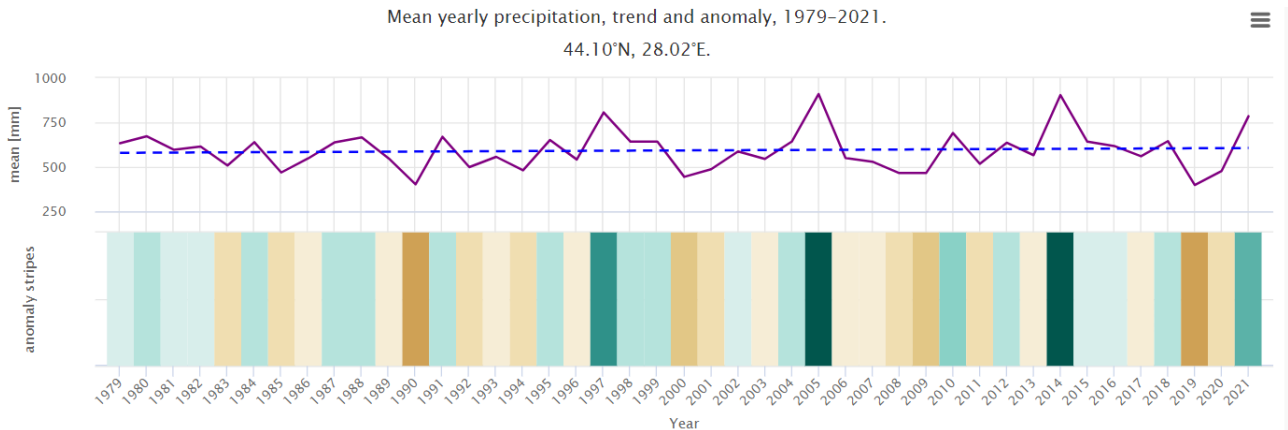 Mean yearly precipitation, trend and anomaly, 1979–2021.
44.10°N, 28.02°E.
mean [mm]
1000
750
500
250
anomaly stripes
1979 1980 1981 1982 1983 1984 1985 1986 1987 1988 1989 1990 1991 1992 1993 1994 1995 1996 1997 1998 1999 2000 2001 2002 2003 2004 2005 2006 2007 2008 2009 2010 2011 2012 2013 2014 2015 2016 2017 2018 2019 2020 2021
Year